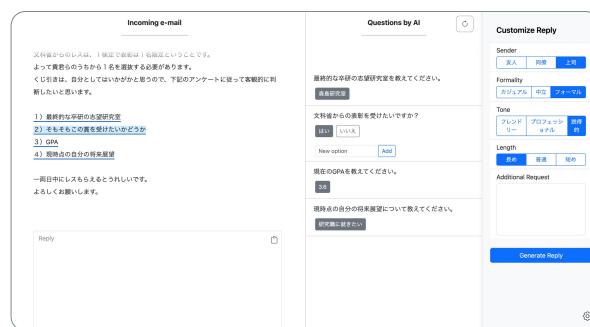 Incoming e-mail
文科省からのレスは、1検定で表彰は1名限定ということです。
よって貴君らのうちから1名を選抜する必要があります。
くじ引きは、自分としてはいかがかと思うので、下記のアンケートに従って客観的に判
断したいと思います。
1）最終的な卒研の志望研究室
2）そもそもこの賞を受けたいかどうか
3）GPA
4）現時点の自分の将来展望
一両日中にレスもらえるとうれしいです。
よろしくお願いします。
Reply
Questions by AI
最終的な卒研の志望研究室を教えてください。
文科省からの表彰を受けたいですか？
はい いいえ
New option Add
現在のGPAを教えてください。
3.6
現時点の自分の将来展望について教えてください。
研究職に就きたい
Customize Reply
Sender
友人 同僚 上司
Formality
カジュアル 中立 フォーマル
Tone
フレンド プロフェッシ 説得
リー ョナル 的
Length
長め 普通 短め
Additional Request
Generate Reply